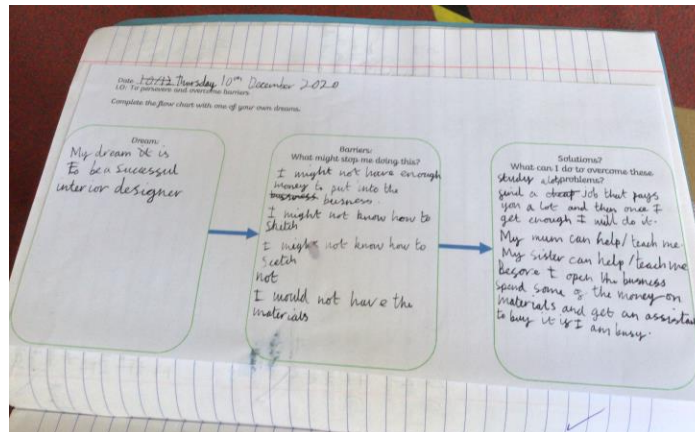 Date 10/12 Thursday 10th December 2020
LO: To persevere and overcome barriers
Complete the flow chart with one of your own dreams.
Dream:
My dream it is
to be a Successul
interior designer
Barriers:
What might stop me doing this?
I might not have enough
money to put into the
business.
I might not know how to
Sketch
I might not know how to
Scetch
not
I would not have the
materials
Solutions?
What can I do to overcome these
problems?
study alot
find a job that pays
you a lot and then once I
get enough I will do it.
My mum can help/teach me
My sister can help/teach me
Before I open the business
spend some of the money on
materials and get an assistant
to buy it if I am busy.